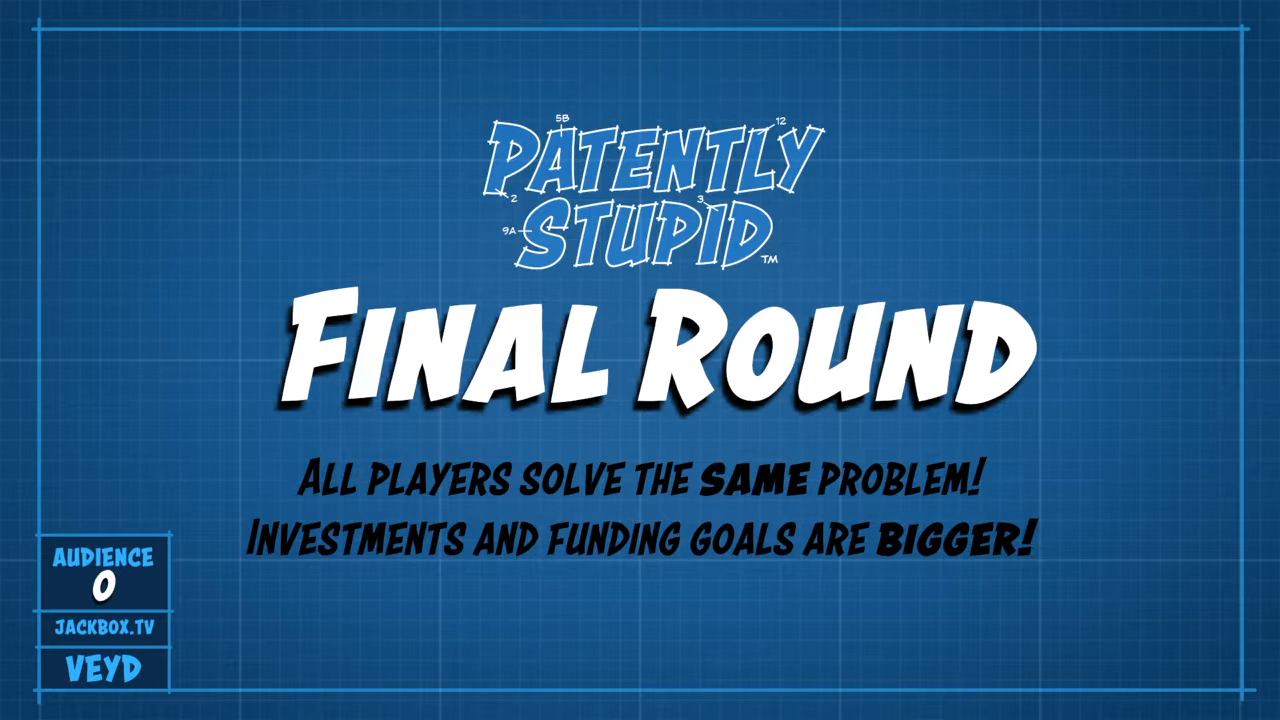 5B
12
PATENTLY
2
3
9A
STUPID
TM
FINAL ROUND
ALL PLAYERS SOLVE THE SAME PROBLEM!
INVESTMENTS AND FUNDING GOALS ARE BIGGER!
AUDIENCE
0
JACKBOX.TV
VEYD